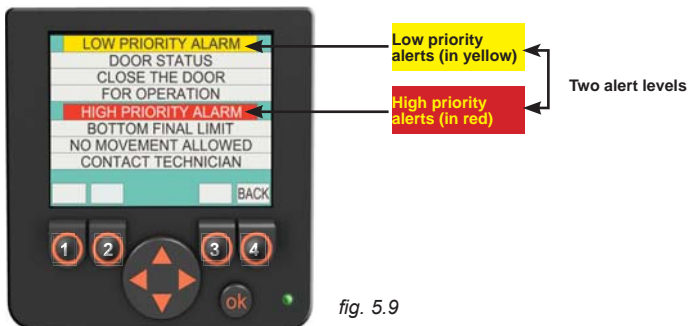 LOW PRIORITY ALARM
DOOR STATUS
CLOSE THE DOOR
FOR OPERATION
HIGH PRIORITY ALARM
BOTTOM FINAL LIMIT
NO MOVEMENT ALLOWED
CONTACT TECHNICIAN
BACK
1 2 3 4
ok
Low priority
alerts (in yellow)
High priority
alerts (in red)
Two alert levels
fig. 5.9